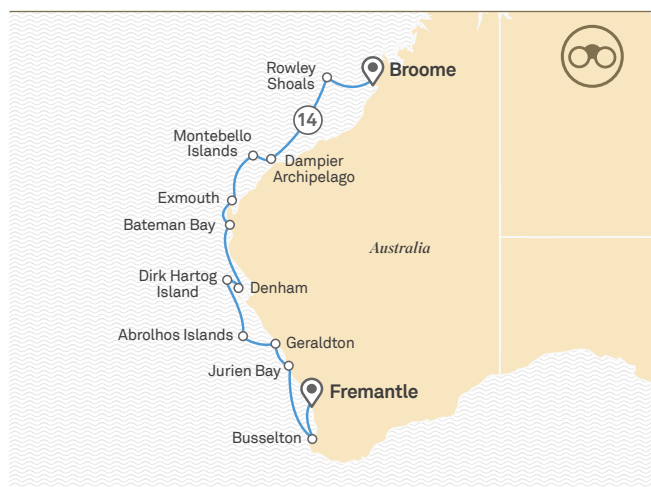 Rowley
Shoals
Broome
14
Montebello
Islands
Dampier
Archipelago
Exmouth
Bateman Bay
Australia
Dirk Hartog
Island
Denham
Abrolhos Islands
Geraldton
Jurien Bay
Fremantle
Busselton